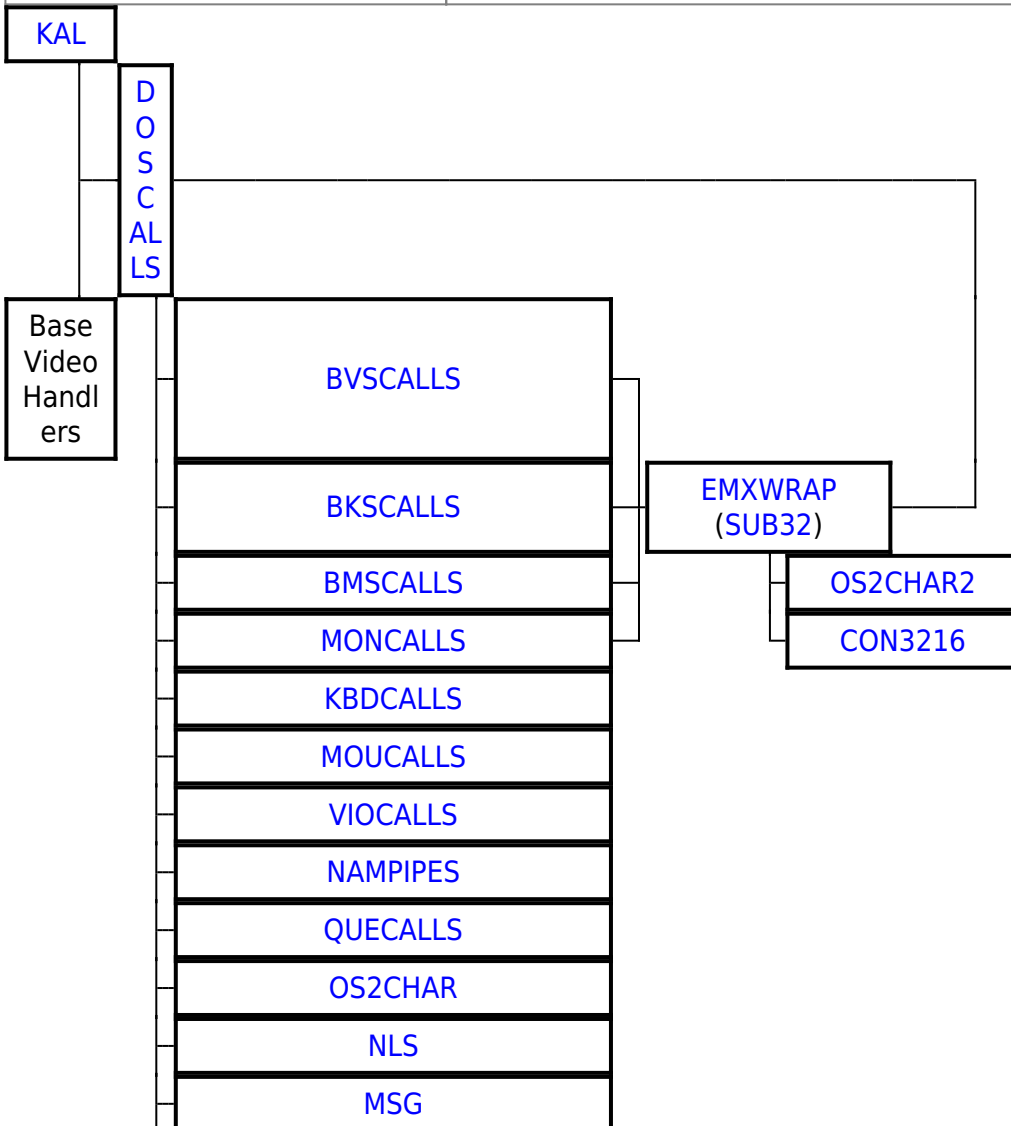 KAL
D
O
S
C
AL
LS
Base
Video
Handl
ers
BVSCALLS
BKSCALLS
EMXWRAP
(SUB32)
BMSCALLS
OS2CHAR2
MONCALLS
CON3216
KBDCALLS
MOUCALLS
VIOCALLS
NAMPIPES
QUECALLS
OS2CHAR
NLS
MSG